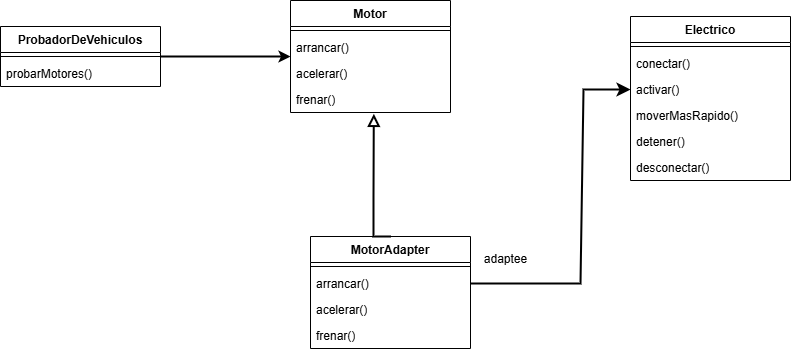 ProbadorDeVehiculos
probarMotores()
Motor
arrancar()
acelerar()
frenar()
Electrico
conectar()
activar()
moverMasRapido()
detener()
desconectar()
MotorAdapter
arrancar()
acelerar()
frenar()
adaptee